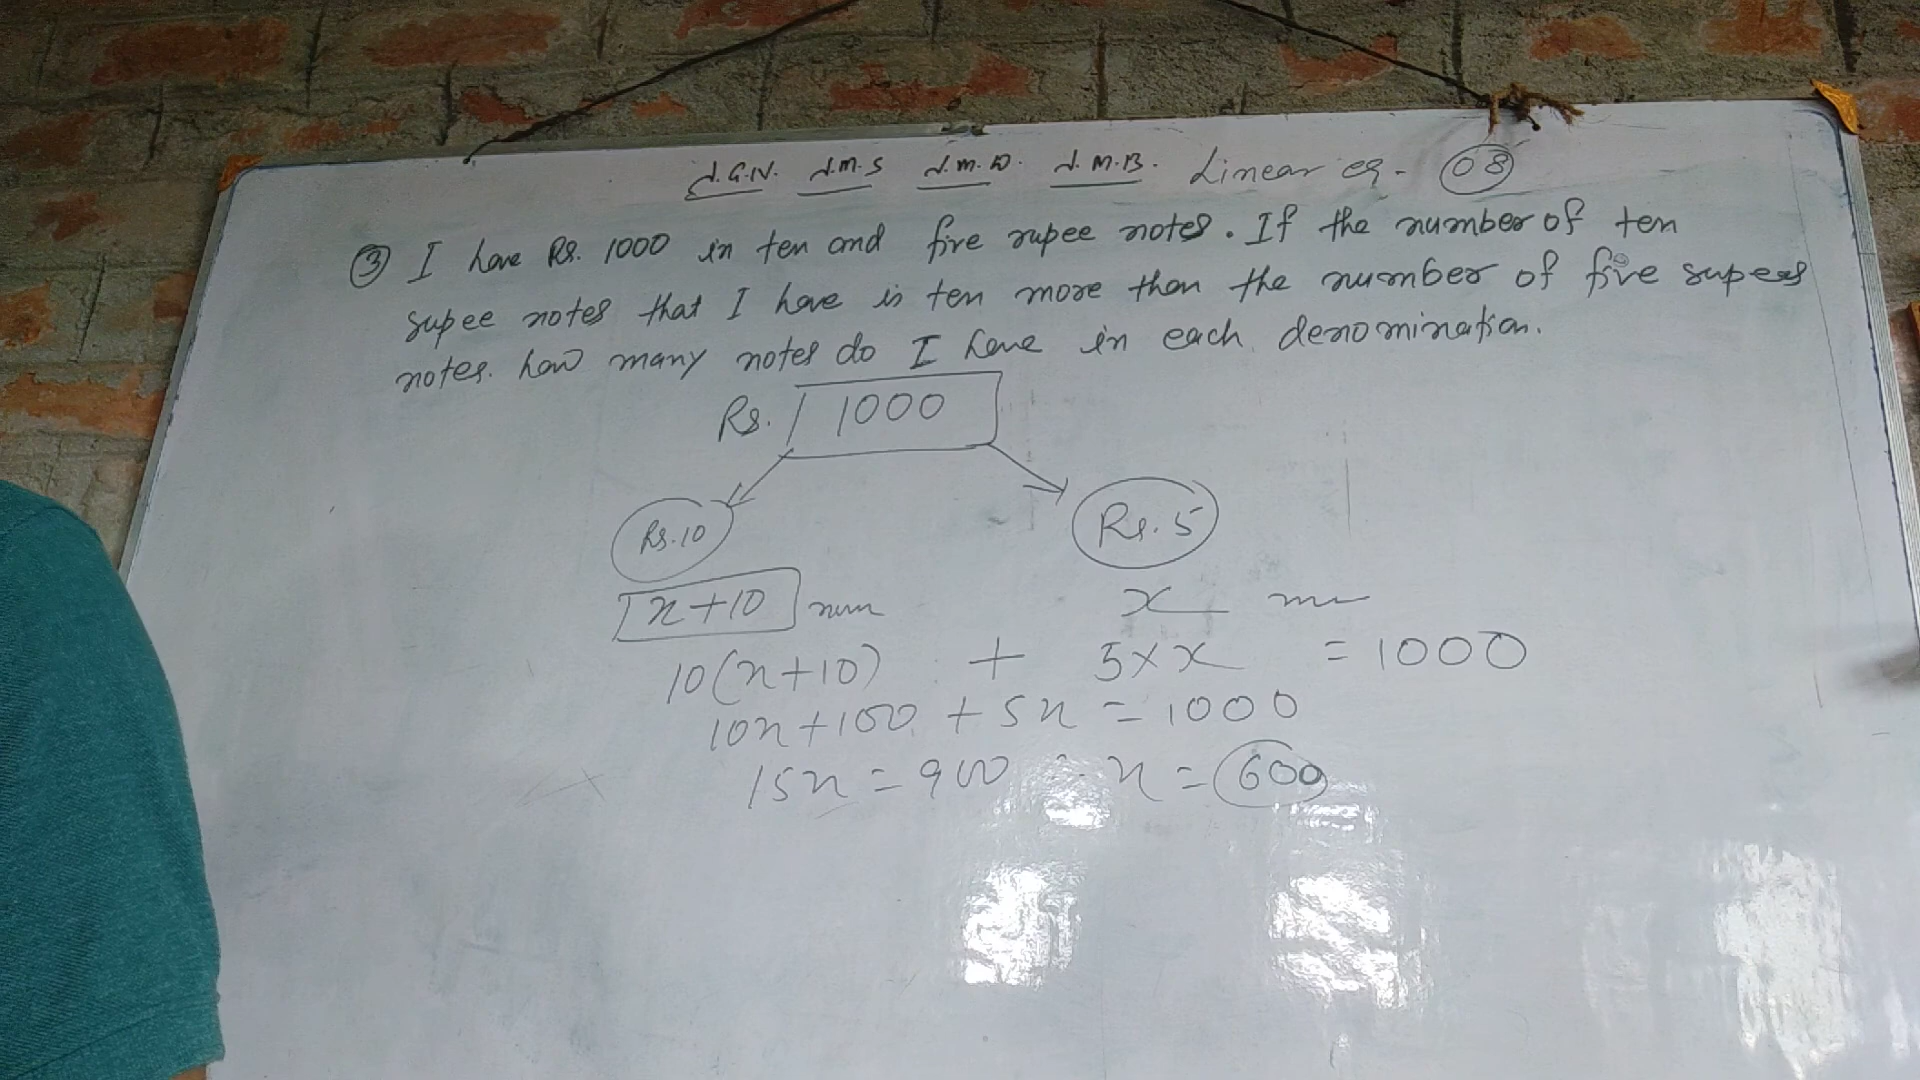 J.G.N. J.M.S J.M.D. J.M.B. Linear eq - 08
③ I have Rs. 1000 in ten and five rupee notes. If the number of ten
rupee notes that I have is ten more than the number of five rupees
notes. how many notes do I have in each denomination.
Rs. 1000
Rs.10 Rs.5
x+10 num x
10(x+10) + 5×x = 1000
10x+100 + 5x = 1000
15x = 900 ∴ x = 600